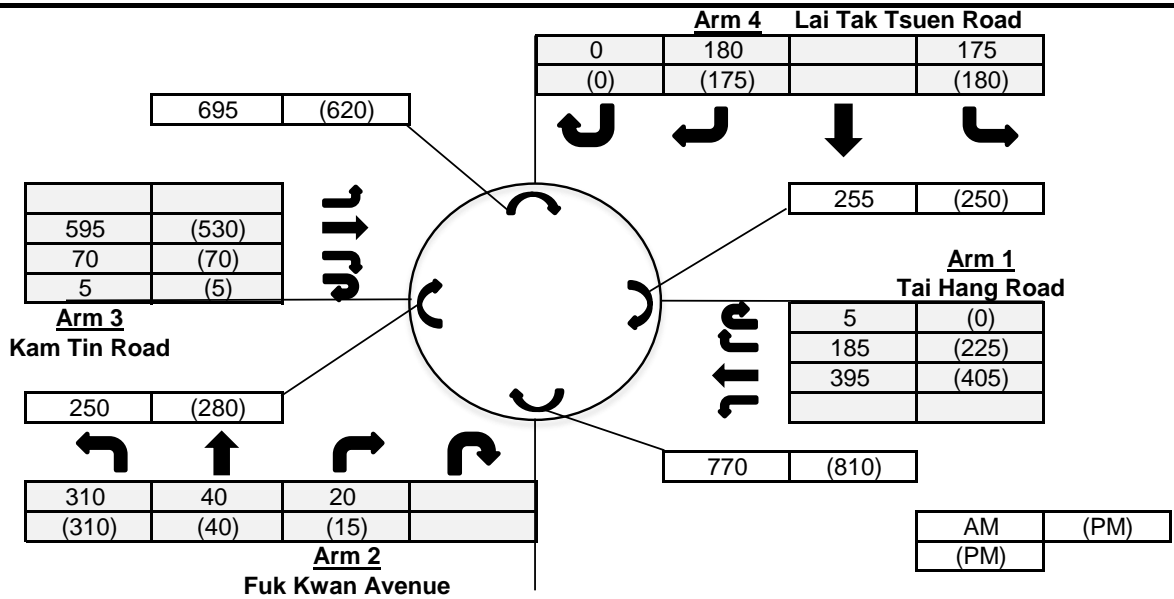 Arm 4 Lai Tak Tsuen Road
0 180 175
(0) (175) (180)
695 (620)
255 (250)
595 (530)
70 (70)
5 (5)
Arm 3
Kam Tin Road
Arm 1
Tai Hang Road
5 (0)
185 (225)
395 (405)
250 (280)
770 (810)
310 40 20
(310) (40) (15)
Arm 2
Fuk Kwan Avenue
AM (PM)
(PM)